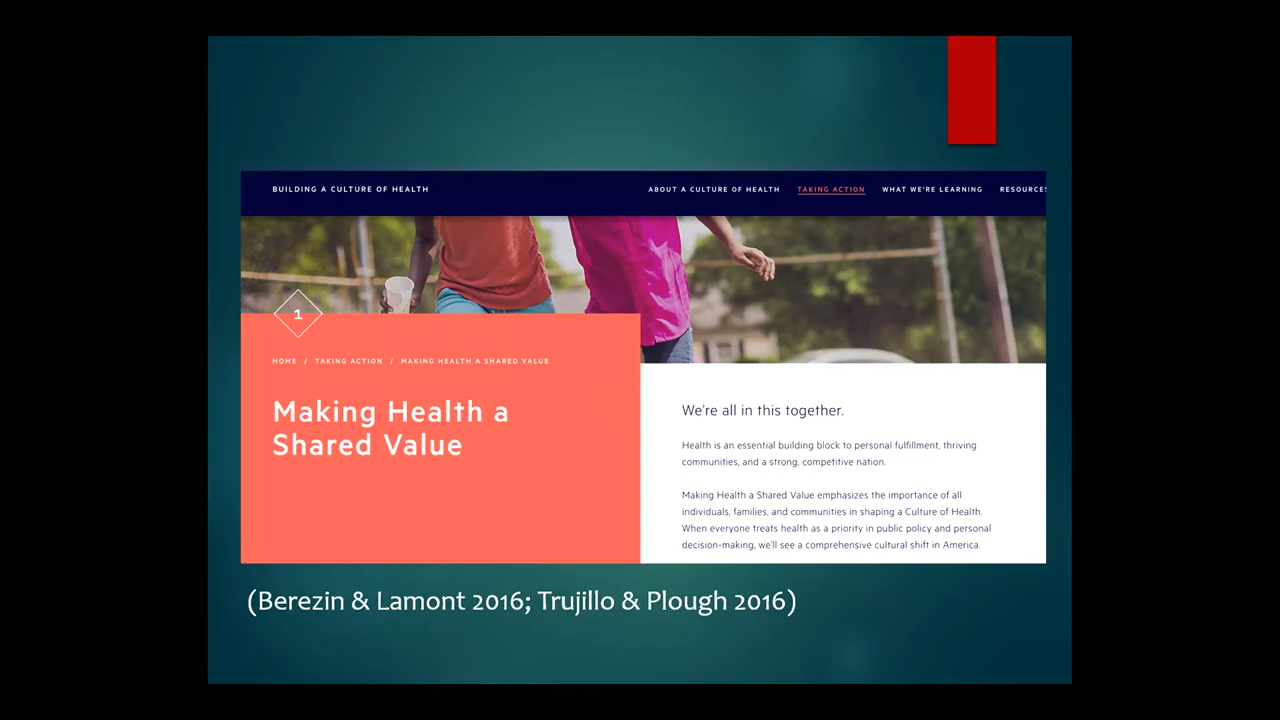 BUILDING A CULTURE OF HEALTH
ABOUT A CULTURE OF HEALTH
TAKING ACTION
WHAT WE'RE LEARNING
RESOURCES
1
HOME / TAKING ACTION / MAKING HEALTH A SHARED VALUE
Making Health a
Shared Value
We're all in this together.
Health is an essential building block to personal fulfillment, thriving
communities, and a strong, competitive nation.
Making Health a Shared Value emphasizes the importance of all
individuals, families, and communities in shaping a Culture of Health.
When everyone treats health as a priority in public policy and personal
decision-making, we'll see a comprehensive cultural shift in America.
(Berezin & Lamont 2016; Trujillo & Plough 2016)